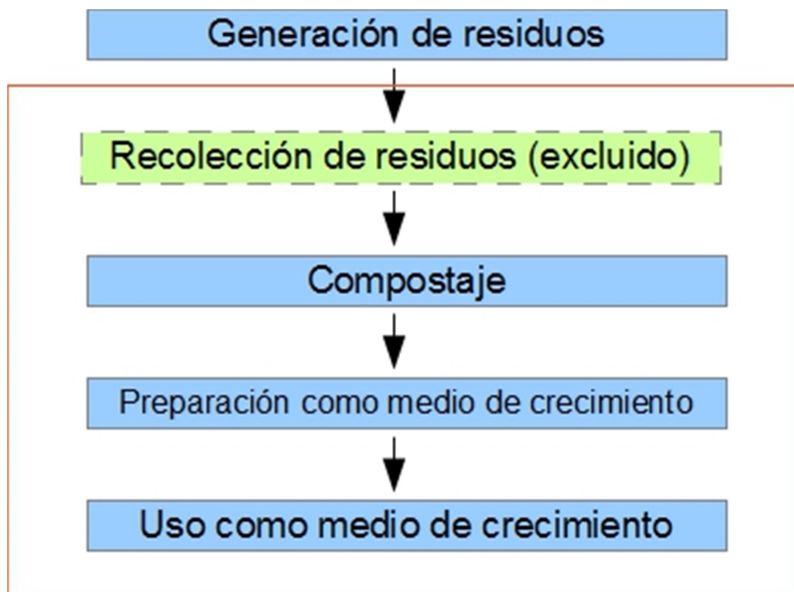 Generación de residuos
Recolección de residuos (excluido)
Compostaje
Preparación como medio de crecimiento
Uso como medio de crecimiento